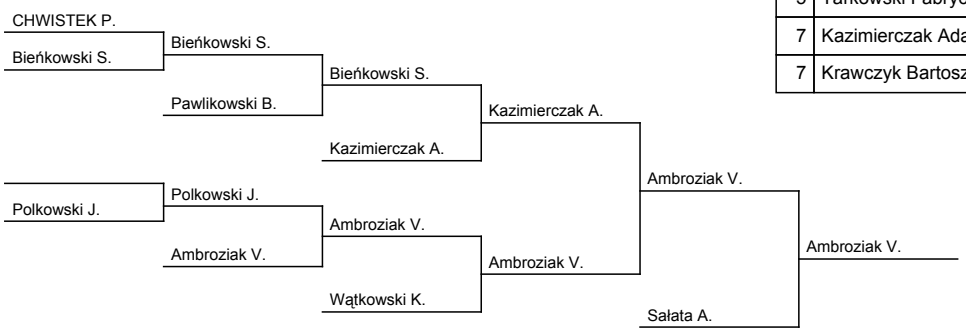 CHWISTEK P.
Bieńkowski S.
Bieńkowski S.
Pawlikowski B.
Bieńkowski S.
Kazimierczak A.
Kazimierczak A.
Polkowski J.
Polkowski J.
Ambroziak V.
Ambroziak V.
Wątkowski K.
Ambroziak V.
Ambroziak V.
Sałata A.
Ambroziak V.
7 Kazimierczak Ada
7 Krawczyk Bartosz